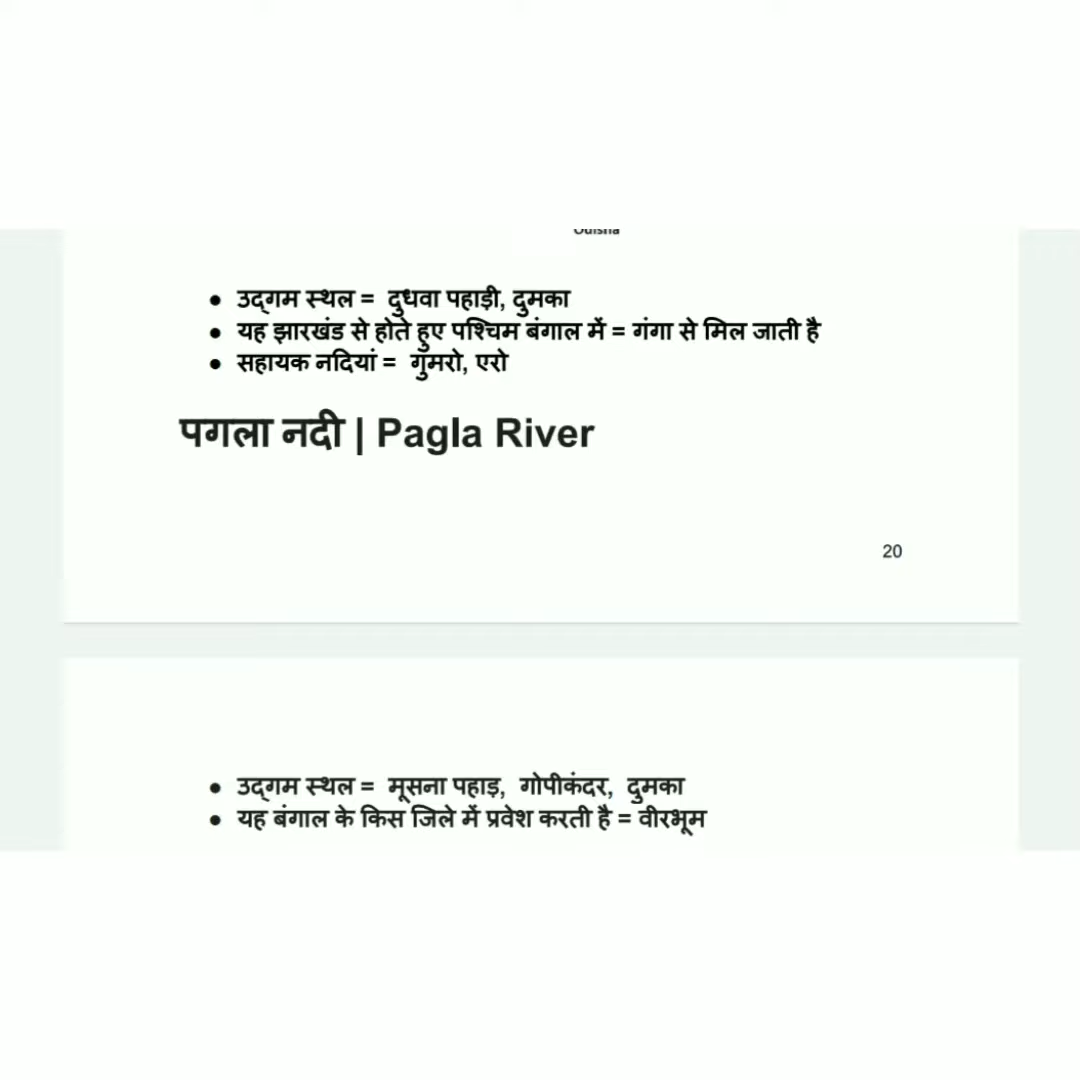 Odisha
● उद्गम स्थल = दुधवा पहाड़ी, दुमका
● यह झारखंड से होते हुए पश्चिम बंगाल में = गंगा से मिल जाती है
● सहायक नदियां = गुमरो, एरो
पगला नदी | Pagla River
20
● उद्गम स्थल = मूसना पहाड़, गोपीकंदर, दुमका
● यह बंगाल के किस जिले में प्रवेश करती है = वीरभूम